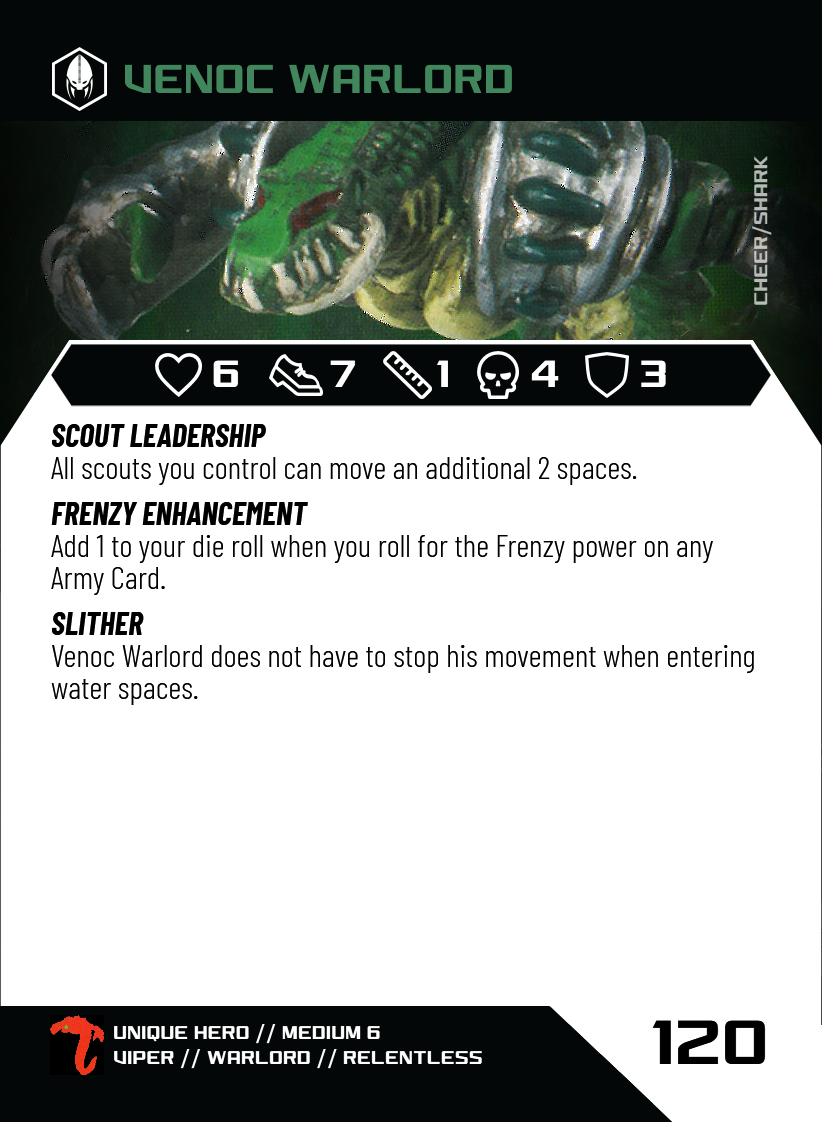 VENOC WARLORD
CHEER/SHARK
6 7 1 4 3
SCOUT LEADERSHIP
All scouts you control can move an additional 2 spaces.
FRENZY ENHANCEMENT
Add 1 to your die roll when you roll for the Frenzy power on any
Army Card.
SLITHER
Venoc Warlord does not have to stop his movement when entering
water spaces.
UNIQUE HERO // MEDIUM 6
VIPER // WARLORD // RELENTLESS
120